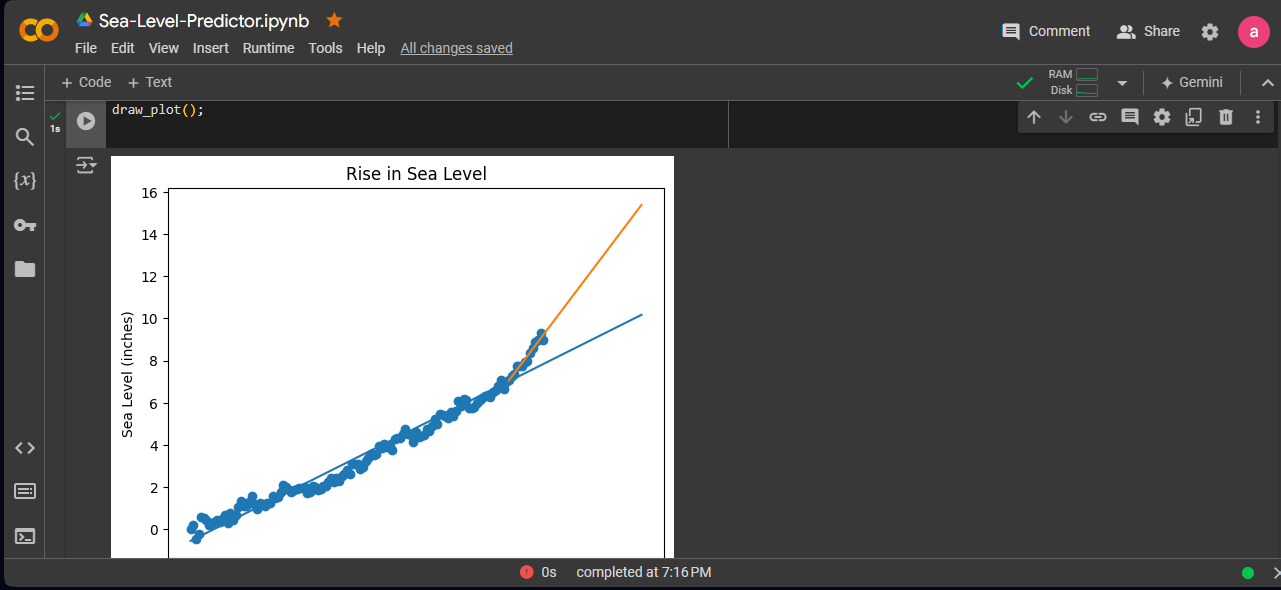 Sea-Level-Predictor.ipynb
File Edit View Insert Runtime Tools Help All changes saved
Comment Share a
+ Code + Text
RAM
Disk
Gemini
1s
draw_plot();
{x}
Rise in Sea Level
16
14
12
10
8
6
4
2
0
Sea Level (inches)
0s completed at 7:16 PM